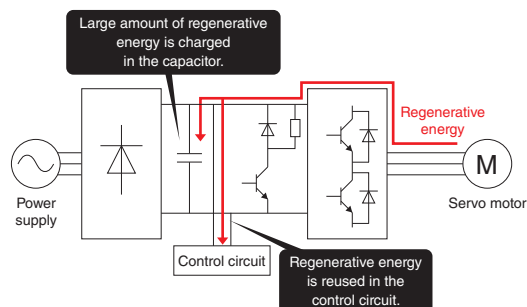 Large amount of regenerative
energy is charged
in the capacitor.
Regenerative
energy
M
Power
supply
Servo motor
Control circuit
Regenerative energy
is reused in the
control circuit.